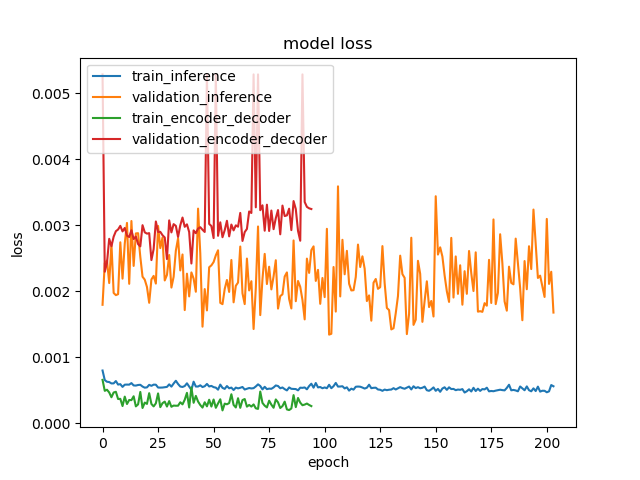 model loss
train_inference
validation_inference
train_encoder_decoder
validation_encoder_decoder
loss
0.005
0.004
0.003
0.002
0.001
0.000
0 25 50 75 100 125 150 175 200
epoch